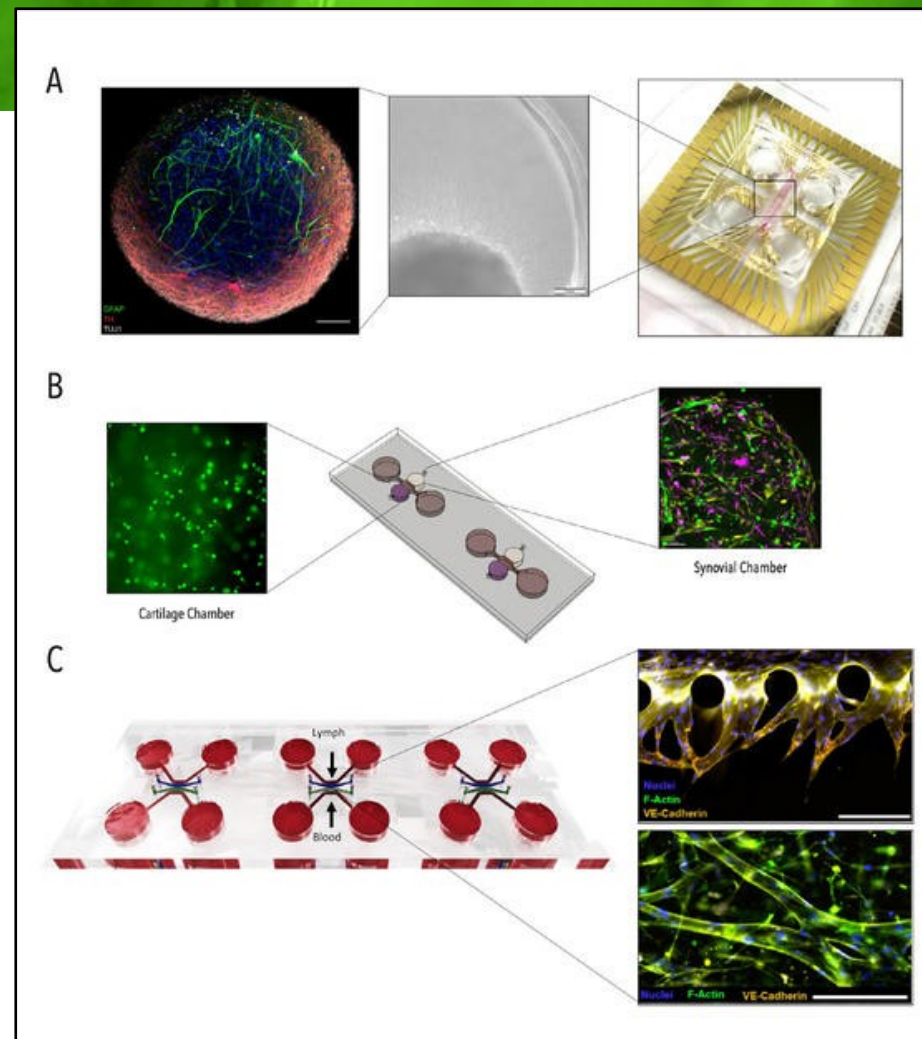 A
GFAP
TH
TUJ1
B
Cartilage Chamber
Synovial Chamber
C
Lymph
Blood
Nuclei
F-Actin
VE-Cadherin
Nuclei F-Actin VE-Cadherin